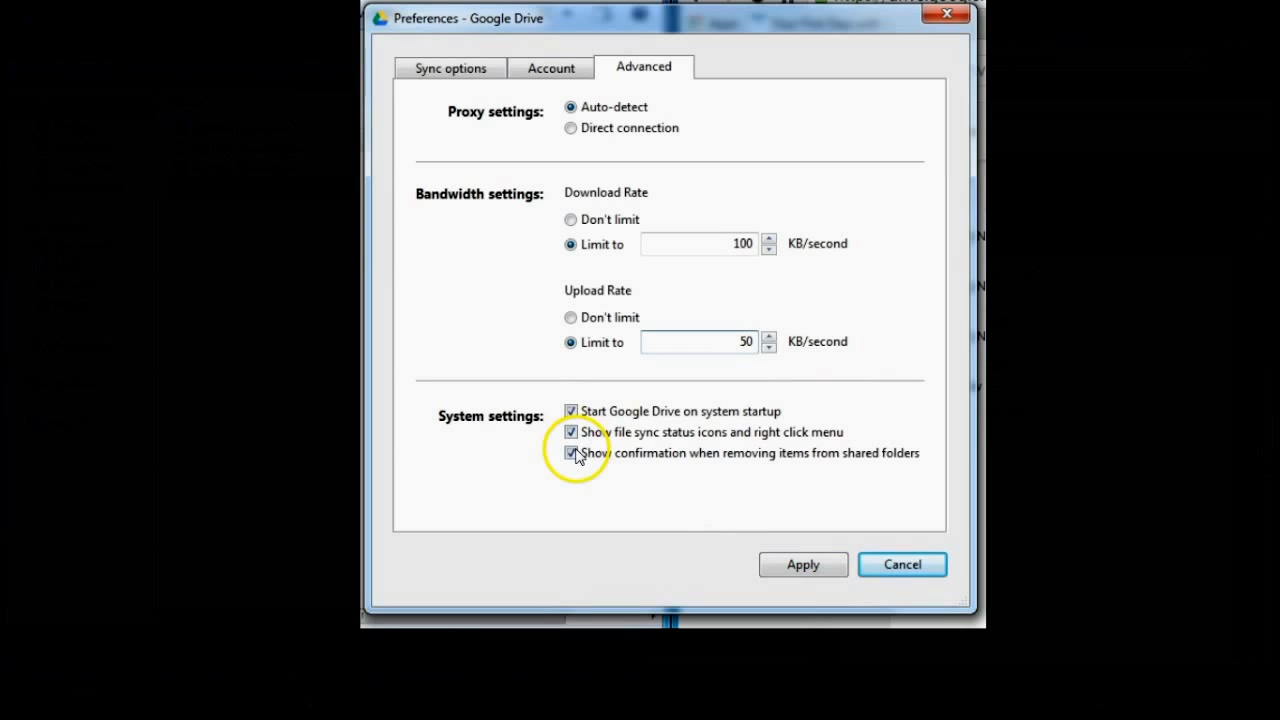 Preferences - Google Drive
Sync options
Account
Advanced
Proxy settings:
Auto-detect
Direct connection
Bandwidth settings:
Download Rate
Don't limit
Limit to 100 KB/second
Upload Rate
Don't limit
Limit to 50 KB/second
System settings:
Start Google Drive on system startup
Show file sync status icons and right click menu
Show confirmation when removing items from shared folders
Apply
Cancel